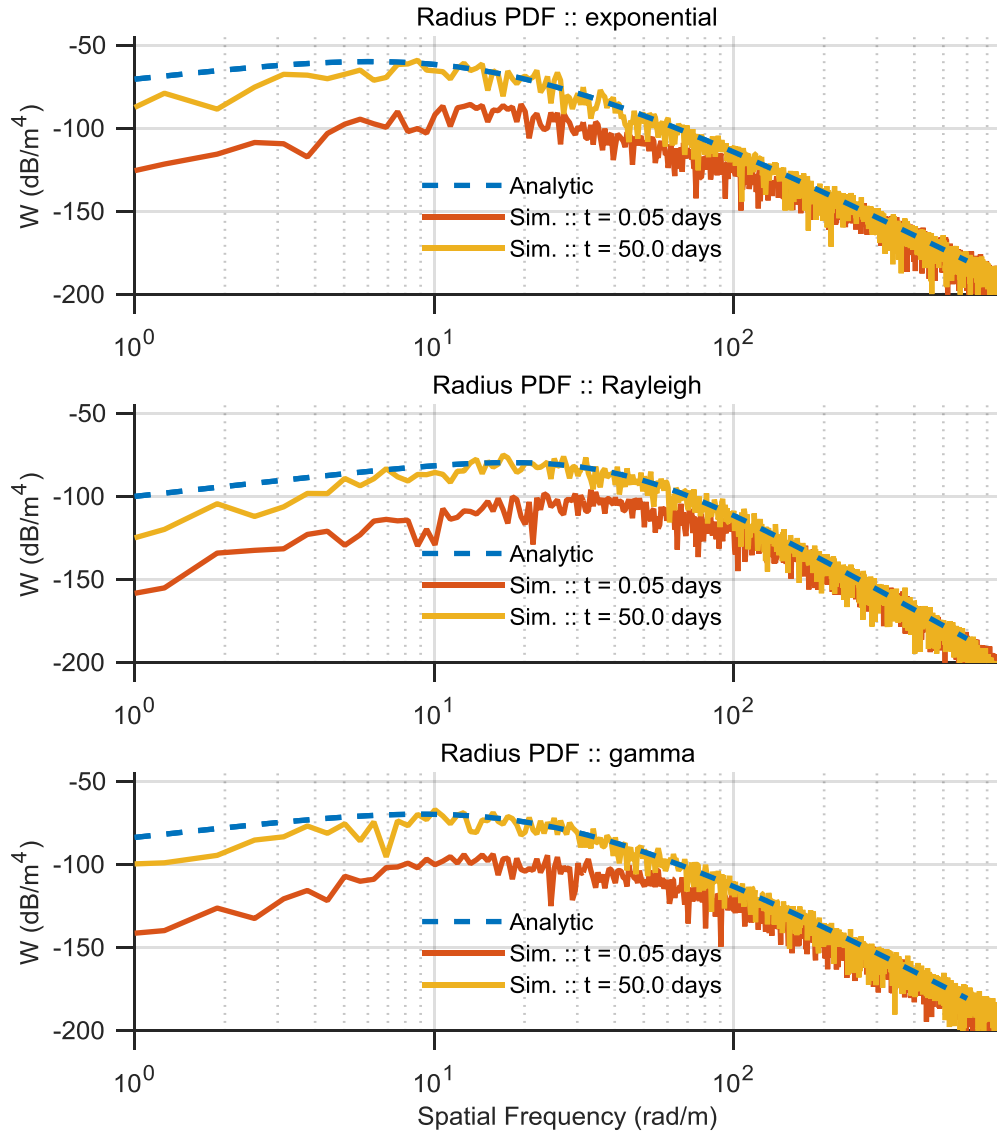 Radius PDF :: exponential
-50
-100
-150
-200
W (dB/m^4)
Analytic
Sim. :: t = 0.05 days
Sim. :: t = 50.0 days
10^0 10^1 10^2
Radius PDF :: Rayleigh
-50
-100
-150
-200
W (dB/m^4)
Analytic
Sim. :: t = 0.05 days
Sim. :: t = 50.0 days
10^0 10^1 10^2
Radius PDF :: gamma
-50
-100
-150
-200
W (dB/m^4)
Analytic
Sim. :: t = 0.05 days
Sim. :: t = 50.0 days
10^0 10^1 10^2
Spatial Frequency (rad/m)